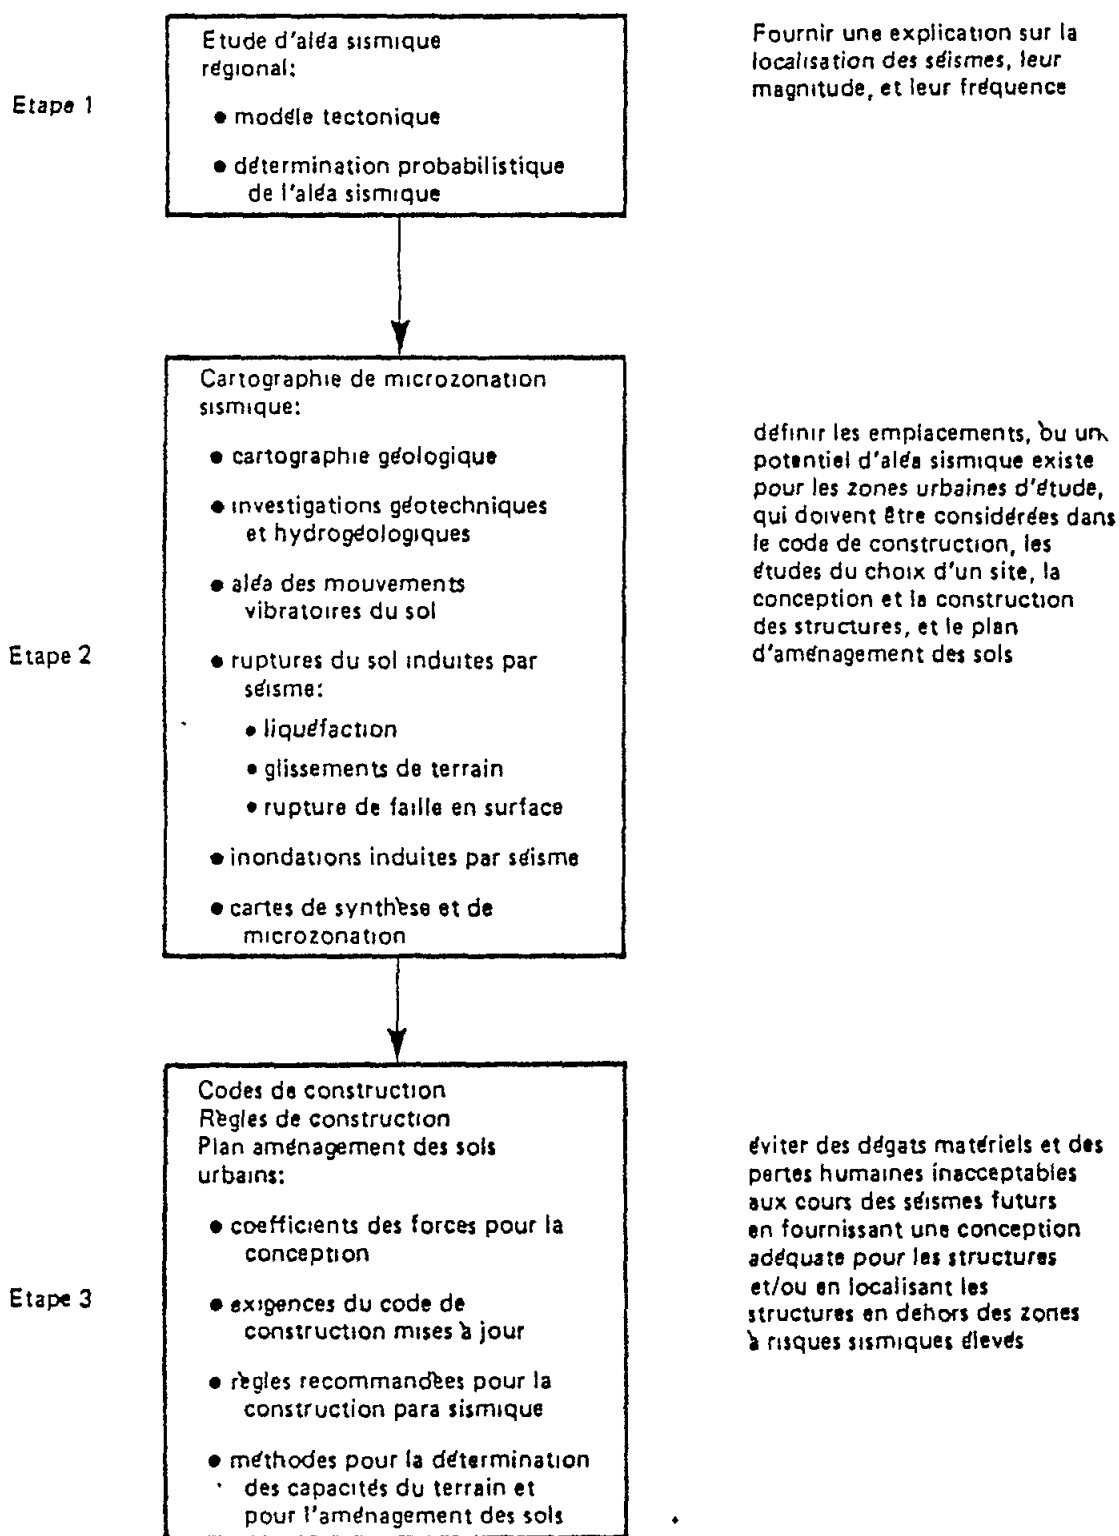 Etude d'aléa sismique
régional:
• modéle tectonique
• détermination probabilistique
de l'aléa sismique
Etape 1
Fournir une explication sur la
localisation des séismes, leur
magnitude, et leur fréquence
Cartographie de microzonation
sismique:
• cartographie géologique
• investigations géotechniques
et hydrogéologiques
• aléa des mouvements
vibratoires du sol
• ruptures du sol induites par
séisme:
• liquéfaction
• glissements de terrain
• rupture de faille en surface
• inondations induites par séisme
• cartes de synthèse et de
microzonation
Etape 2
définir les emplacements, òu un
potentiel d'aléa sismique existe
pour les zones urbaines d'étude,
qui doivent être considérées dans
le code de construction, les
études du choix d'un site, la
conception et la construction
des structures, et le plan
d'aménagement des sols
Codes de construction
Règles de construction
Plan aménagement des sols
urbains:
• coefficients des forces pour la
conception
• exigences du code de
construction mises à jour
• règles recommandèes pour la
construction para sismique
• méthodes pour la détermination
des capacités du terrain et
pour l'aménagement des sols
Etape 3
éviter des dégats matériels et des
pertes humaines inacceptables
aux cours des séismes futurs
en fournissant une conception
adéquate pour les structures
et/ou en localisant les
structures en dehors des zones
à risques sismiques élevés